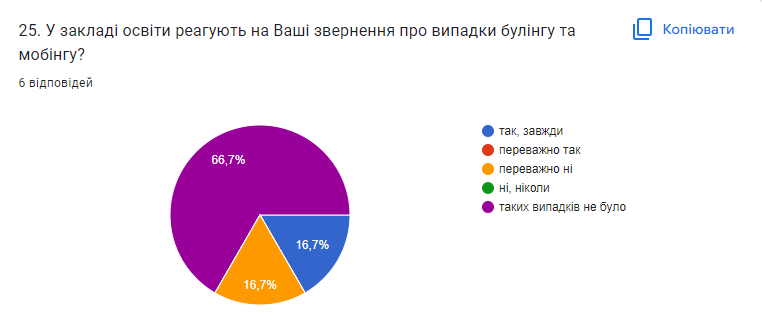 25. У закладі освіти реагують на Ваші звернення про випадки булінгу та
мобінгу?
Копіювати
6 відповідей
66,7%
16,7%
16,7%
так, завжди
переважно так
переважно ні
ні, ніколи
таких випадків не було